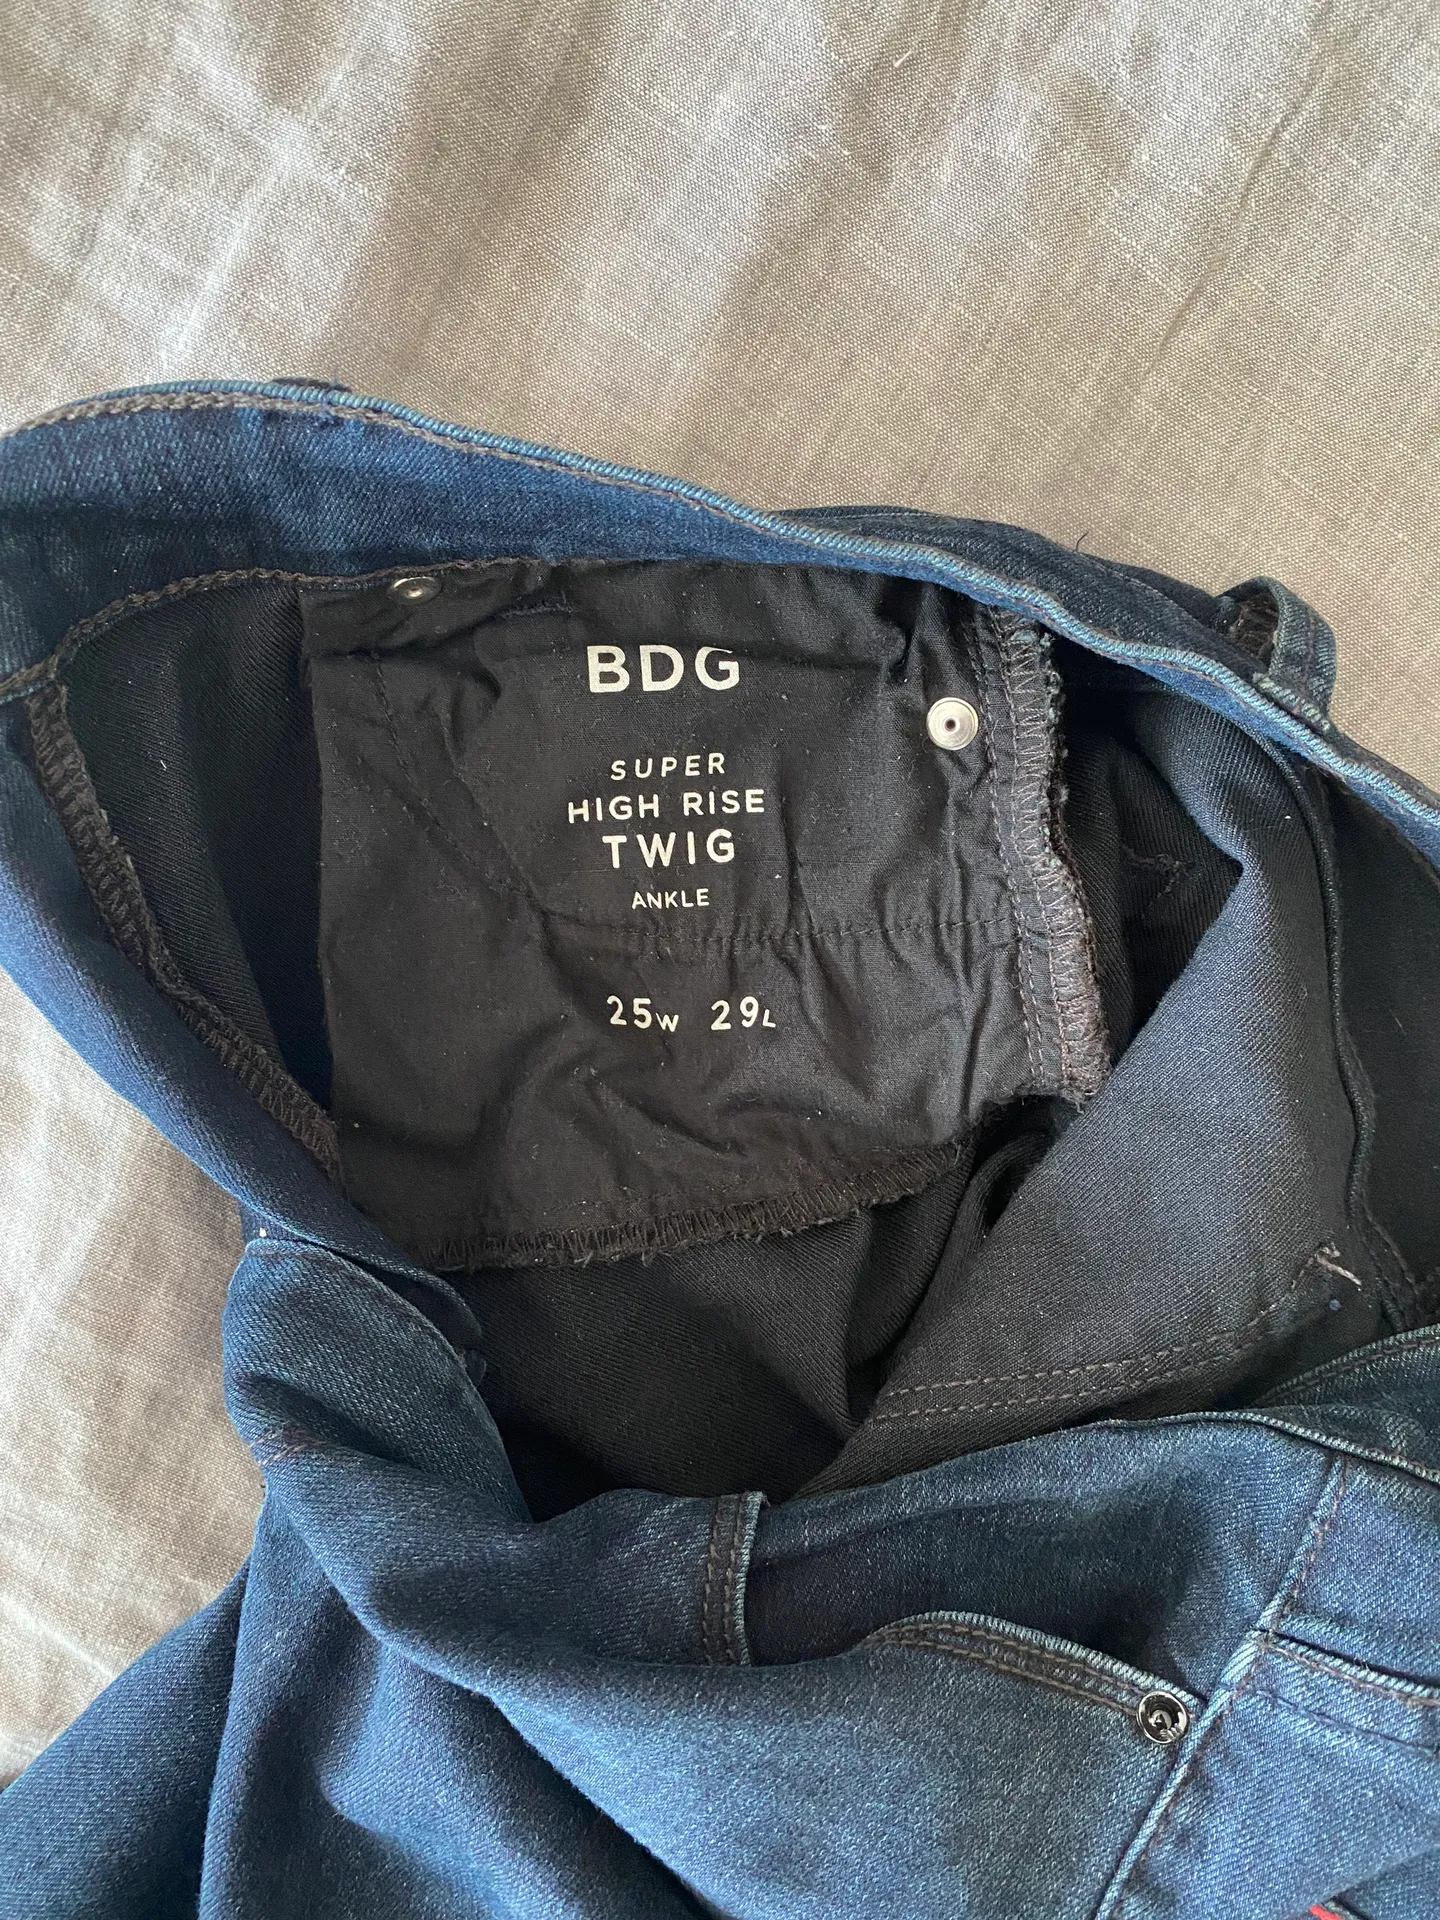 BDG
SUPER
HIGH RISE
TWIG
ANKLE
25W 29L